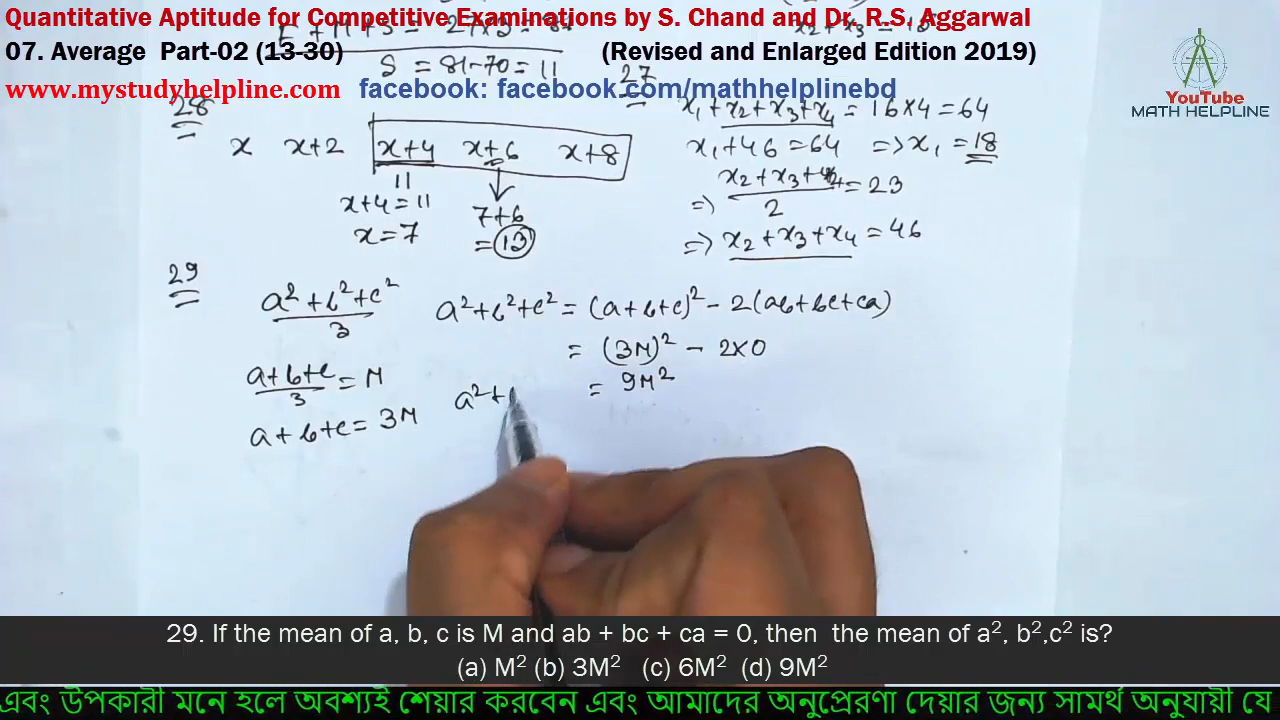 Quantitative Aptitude for Competitive Examinations by S. Chand and Dr. R.S. Aggarwal
07. Average Part-02 (13-30) (Revised and Enlarged Edition 2019)
S = 81-70 = 11
www.mystudyhelpline.com facebook: facebook.com/mathhelplinebd
YouTube
MATH HELPLINE
27
x₁+x₂+x₃+x₄ = 16×4=64
x₁+46=64 => x₁ = 18
=> x₂+x₃+x₄/2 = 23
=> x₂+x₃+x₄ = 46
28
x x+2 x+4 x+6 x+8
11
x+4=11
x=7
7+6
= 13
29
a²+b²+c²/3
a+b+c/3 = M
a+b+c= 3M
a²+b²+c² = (a+b+c)² - 2(ab+bc+ca)
= (3M)² - 2×0
= 9M²
a²+
29. If the mean of a, b, c is M and ab + bc + ca = 0, then the mean of a², b²,c² is?
(a) M² (b) 3M² (c) 6M² (d) 9M²
এবং উপকারী মনে হলে অবশ্যই শেয়ার করবেন এবং আমাদের অনুপ্রেরণা দেয়ার জন্য সামর্থ অনুযায়ী যে